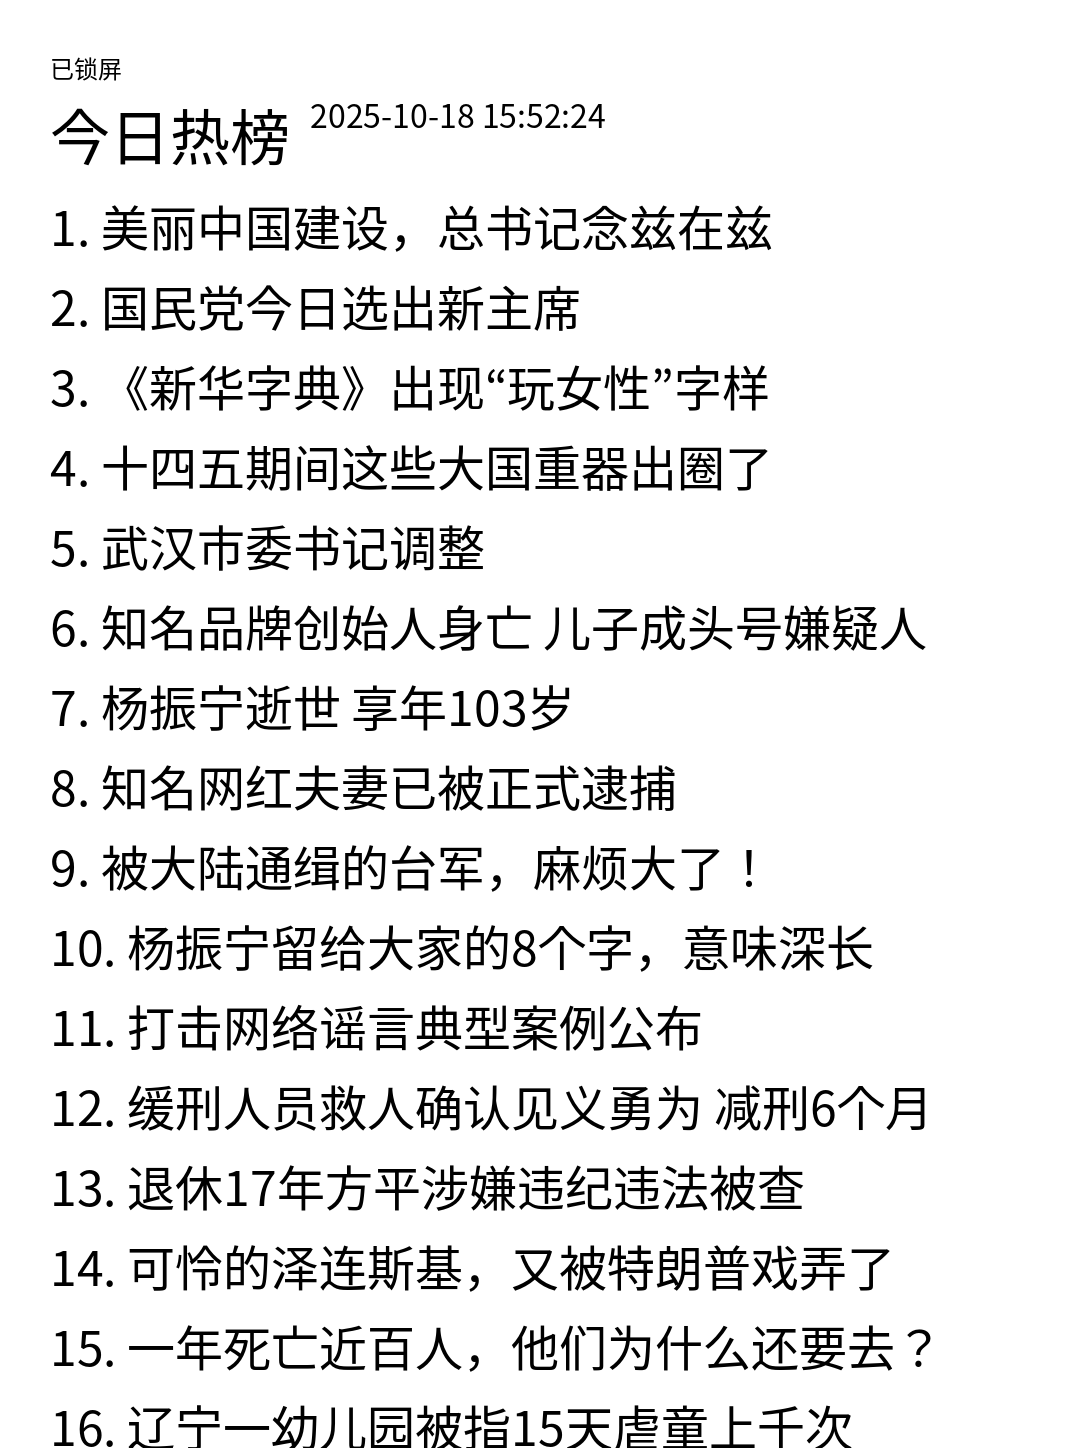 已锁屏
今日热榜 2025-10-18 15:52:24
1. 美丽中国建设，总书记念兹在兹
2. 国民党今日选出新主席
3. 《新华字典》出现“玩女性”字样
4. 十四五期间这些大国重器出圈了
5. 武汉市委书记调整
6. 知名品牌创始人身亡 儿子成头号嫌疑人
7. 杨振宁逝世 享年103岁
8. 知名网红夫妻已被正式逮捕
9. 被大陆通缉的台军，麻烦大了！
10. 杨振宁留给大家的8个字，意味深长
11. 打击网络谣言典型案例公布
12. 缓刑人员救人确认见义勇为 减刑6个月
13. 退休17年方平涉嫌违纪违法被查
14. 可怜的泽连斯基，又被特朗普戏弄了
15. 一年死亡近百人，他们为什么还要去？
16. 辽宁一幼儿园被指15天虐童上千次